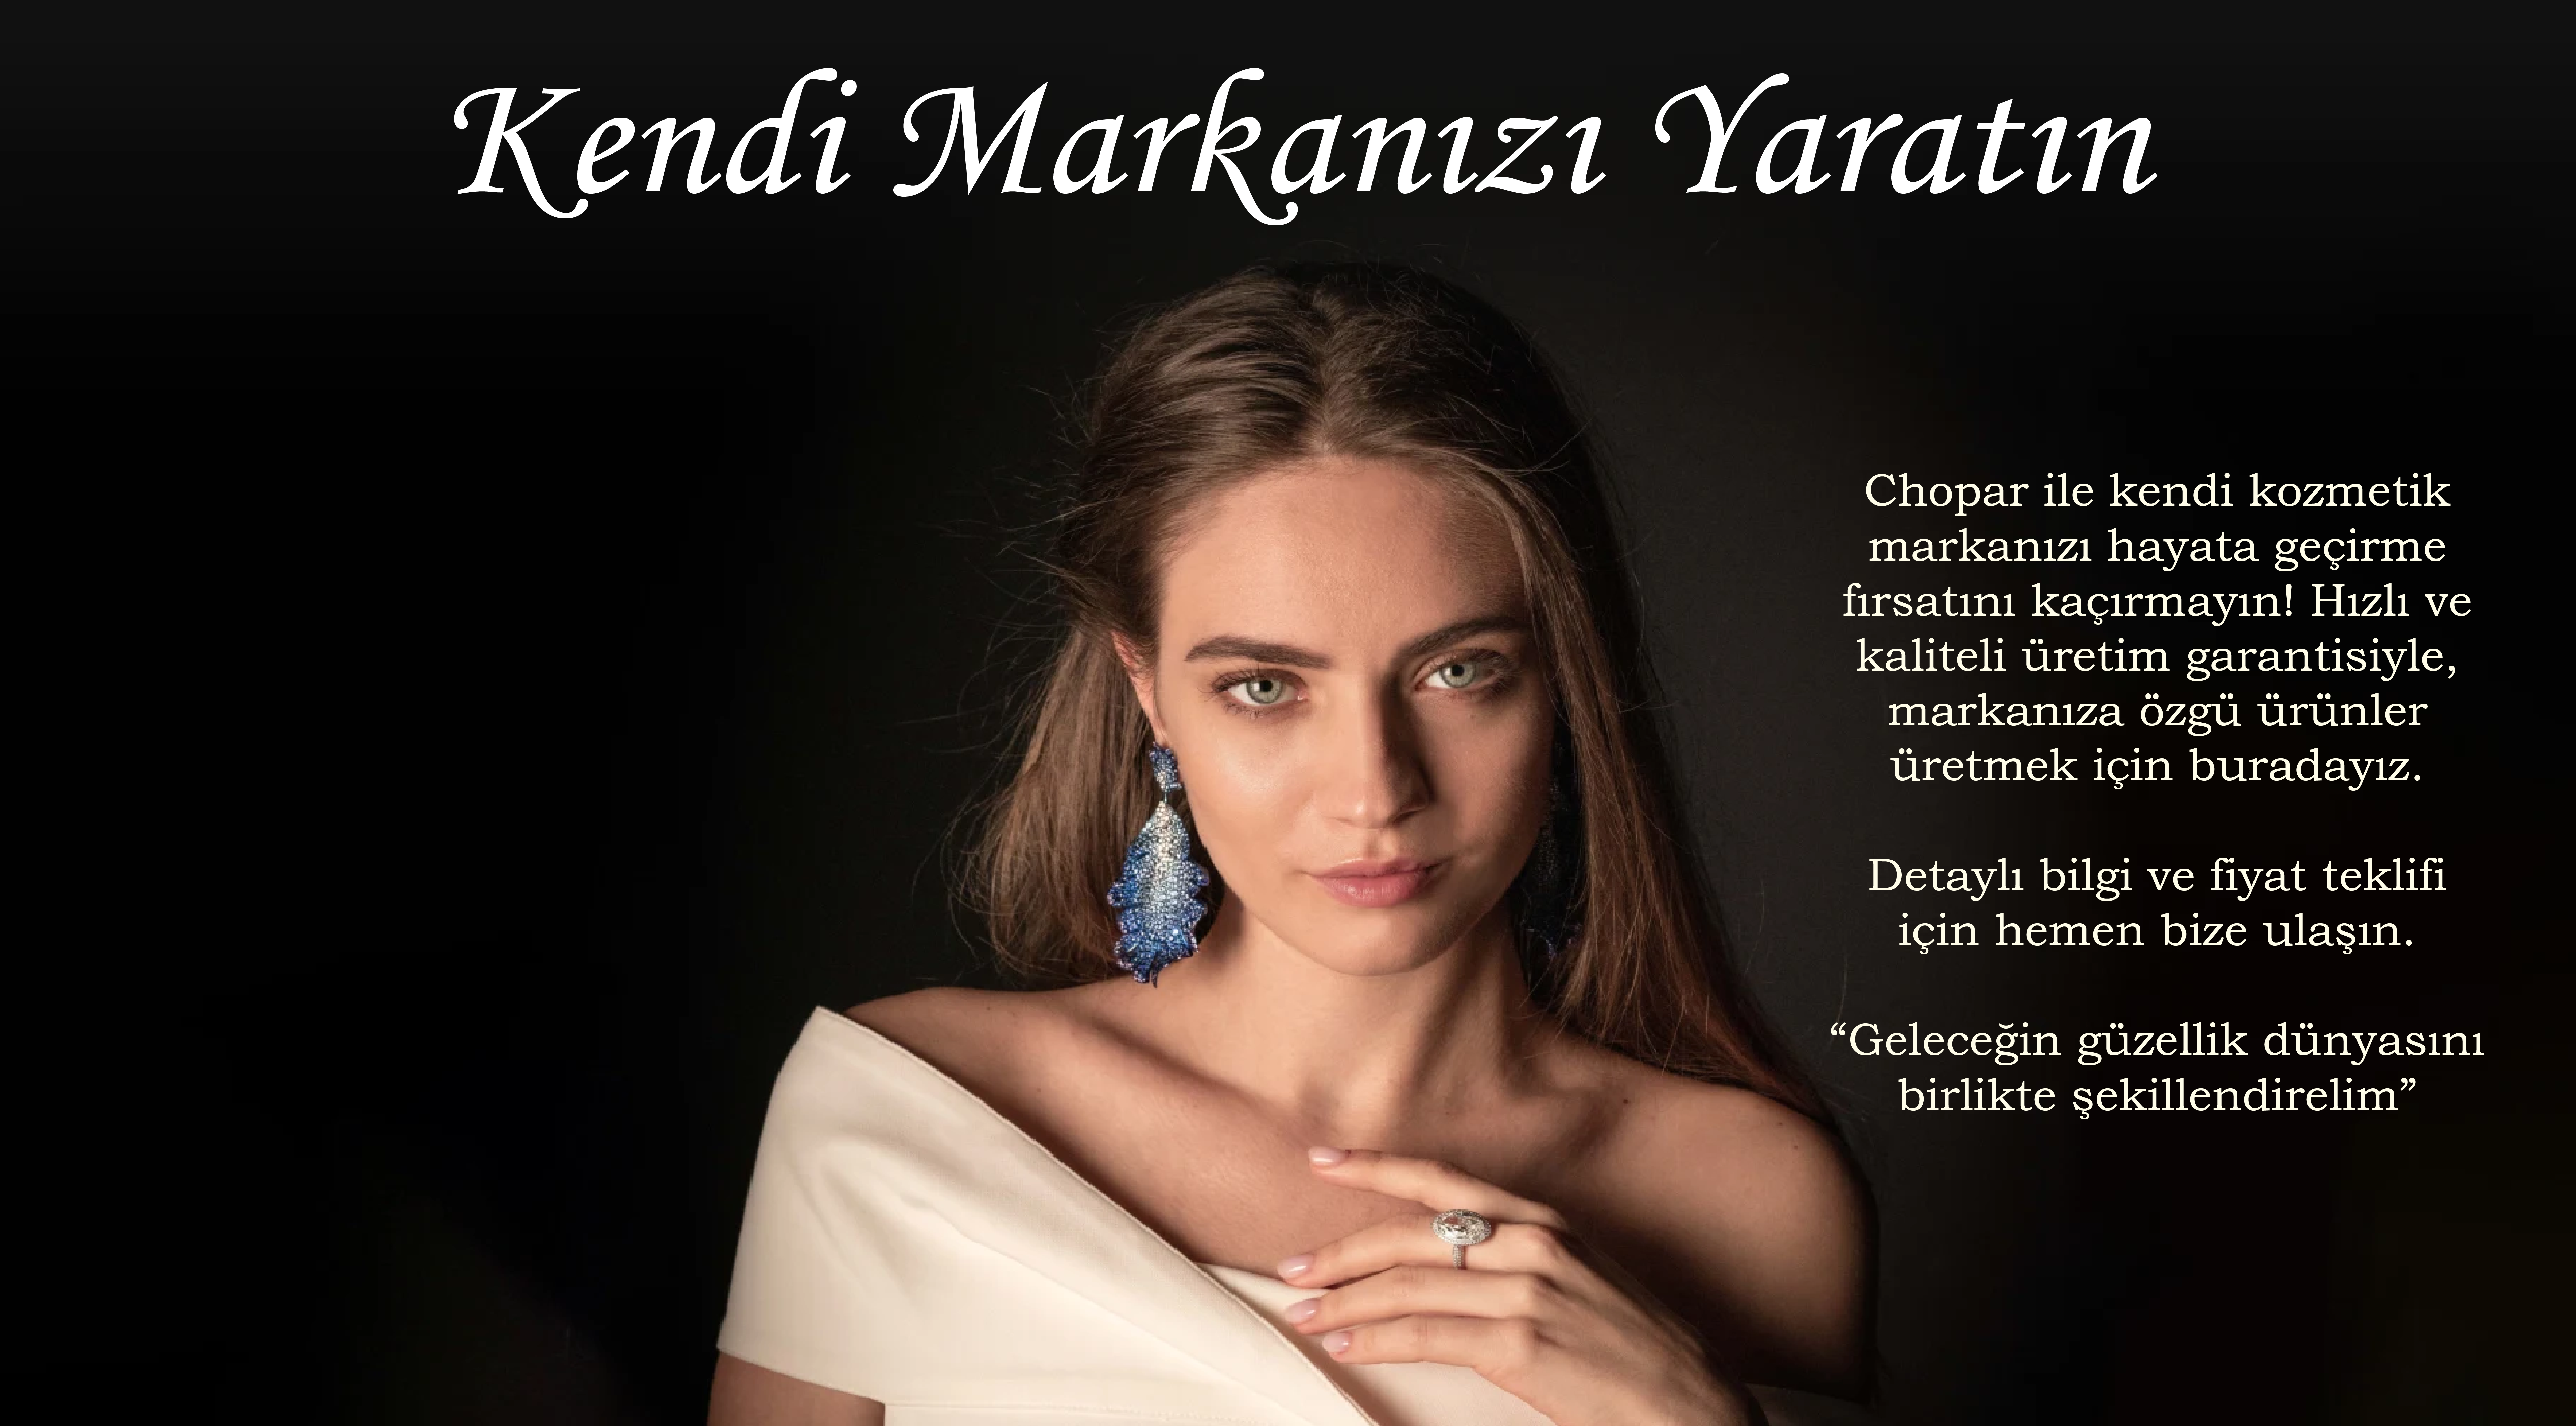 Kendi Markanızı Yaratın
Chopar ile kendi kozmetik
markanızı hayata geçirme
fırsatını kaçırmayın! Hızlı ve
kaliteli üretim garantisiyle,
markanıza özgü ürünler
üretmek için buradayız.
Detaylı bilgi ve fiyat teklifi
için hemen bize ulaşın.
“Geleceğin güzellik dünyasını
birlikte şekillendirelim”